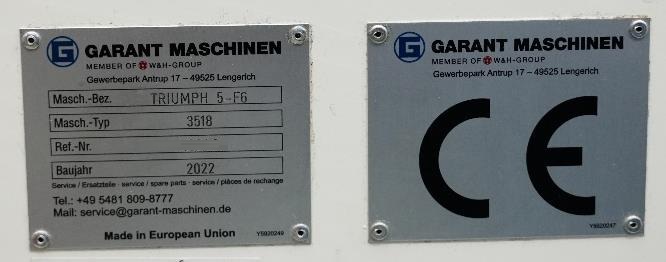 G GARANT MASCHINEN
MEMBER OF W&H-GROUP
Gewerbepark Antrup 17 – 49525 Lengerich
Masch.-Bez. TRIUMPH 5-F6
Masch.-Typ 3518
Ref.-Nr.
Baujahr 2022
Service / Ersatzteile - service / spare parts - service / pièces de rechange
Tel.: +49 5481 809-8777
Mail: service@garant-maschinen.de
Made in European Union Y5920249
G GARANT MASCHINEN
MEMBER OF W&H-GROUP
Gewerbepark Antrup 17 – 49525 Lengerich
CE
Y5920247